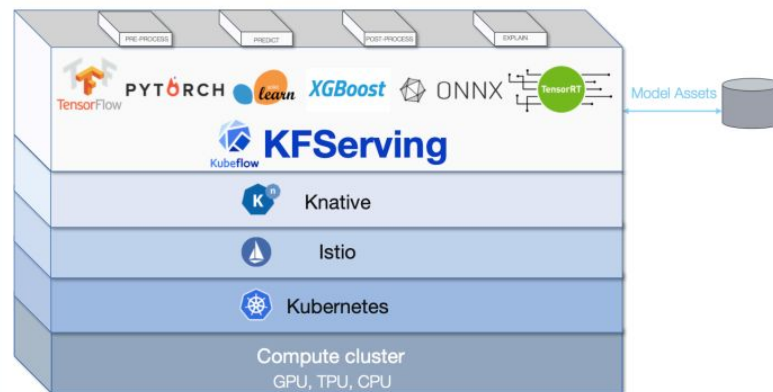 PRE-PROCESS PREDICT POST-PROCESS EXPLAIN
TensorFlow PYTORCH learn XGBoost ONNX TensorRT
Model Assets
Kubeflow KFServing
Knative
Istio
Kubernetes
Compute cluster
GPU, TPU, CPU